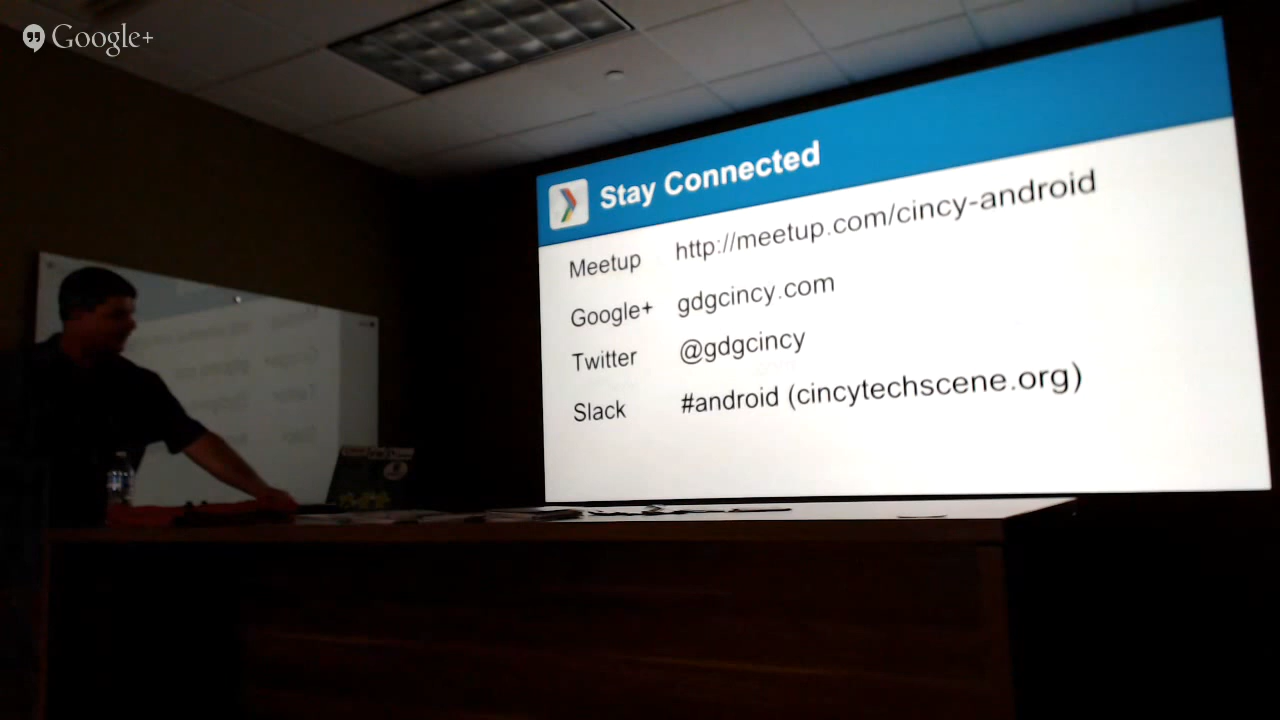 Google+
Stay Connected
Meetup http://meetup.com/cincy-android
Google+ gdgcincy.com
Twitter @gdgcincy
Slack #android (cincytechscene.org)